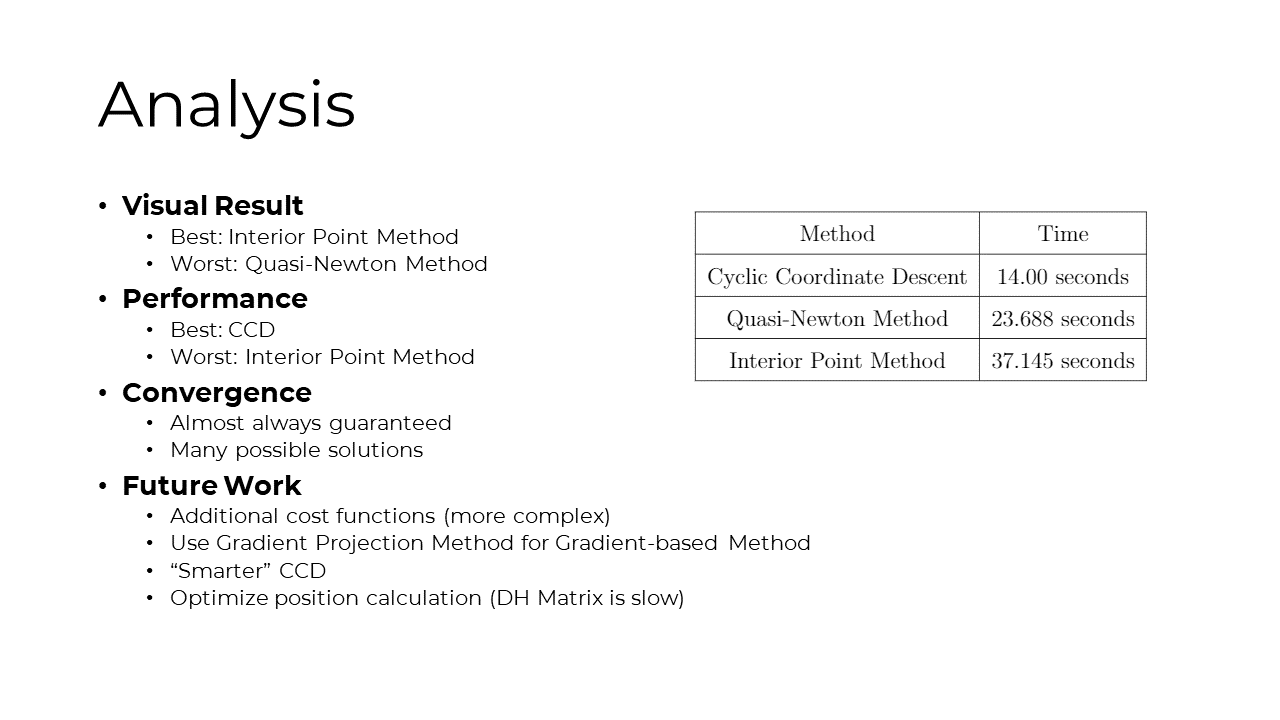 Analysis
• Visual Result
• Best: Interior Point Method
• Worst: Quasi-Newton Method
• Performance
• Best: CCD
• Worst: Interior Point Method
• Convergence
• Almost always guaranteed
• Many possible solutions
• Future Work
• Additional cost functions (more complex)
• Use Gradient Projection Method for Gradient-based Method
• “Smarter” CCD
• Optimize position calculation (DH Matrix is slow)
Method Time
Cyclic Coordinate Descent 14.00 seconds
Quasi-Newton Method 23.688 seconds
Interior Point Method 37.145 seconds